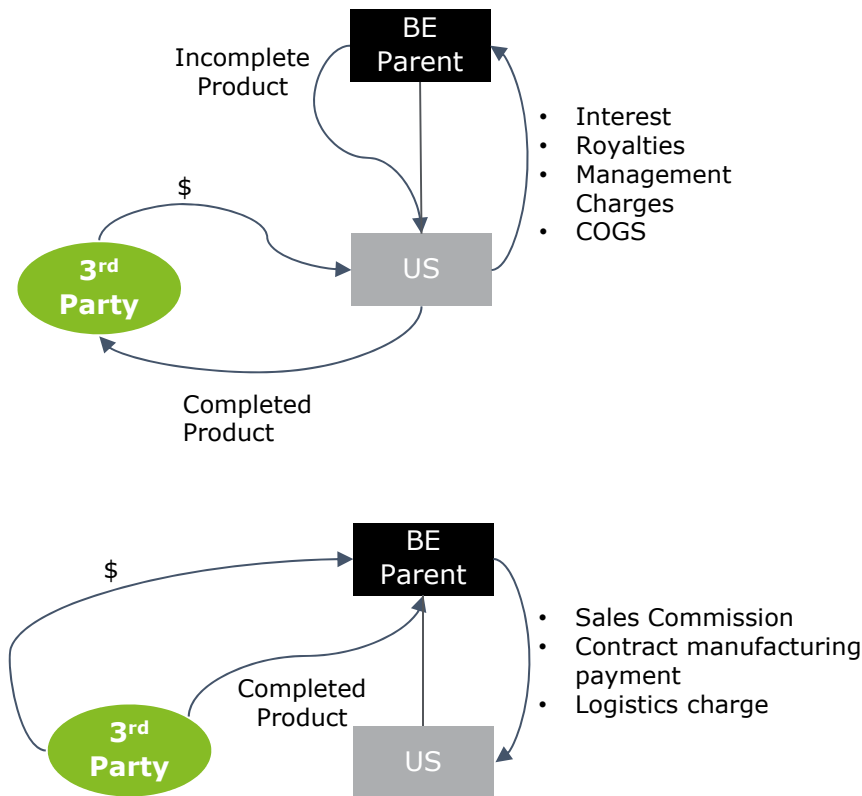 BE
Parent
Incomplete
Product
• Interest
• Royalties
• Management
Charges
• COGS
$
3rd
Party
US
Completed
Product
BE
Parent
$
• Sales Commission
• Contract manufacturing
payment
• Logistics charge
Completed
Product
3rd
Party
US